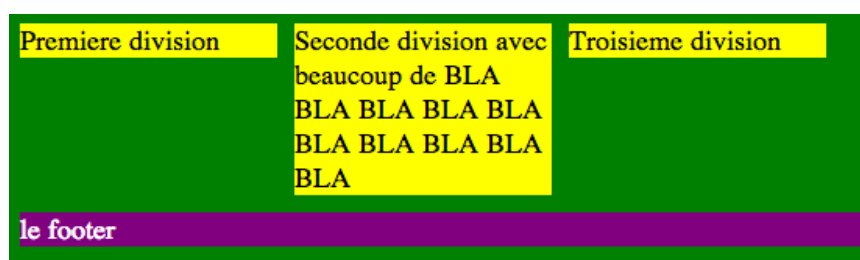 Premiere division
Seconde division avec
beaucoup de BLA
BLA BLA BLA BLA
BLA BLA BLA BLA
BLA
Troisieme division
le footer